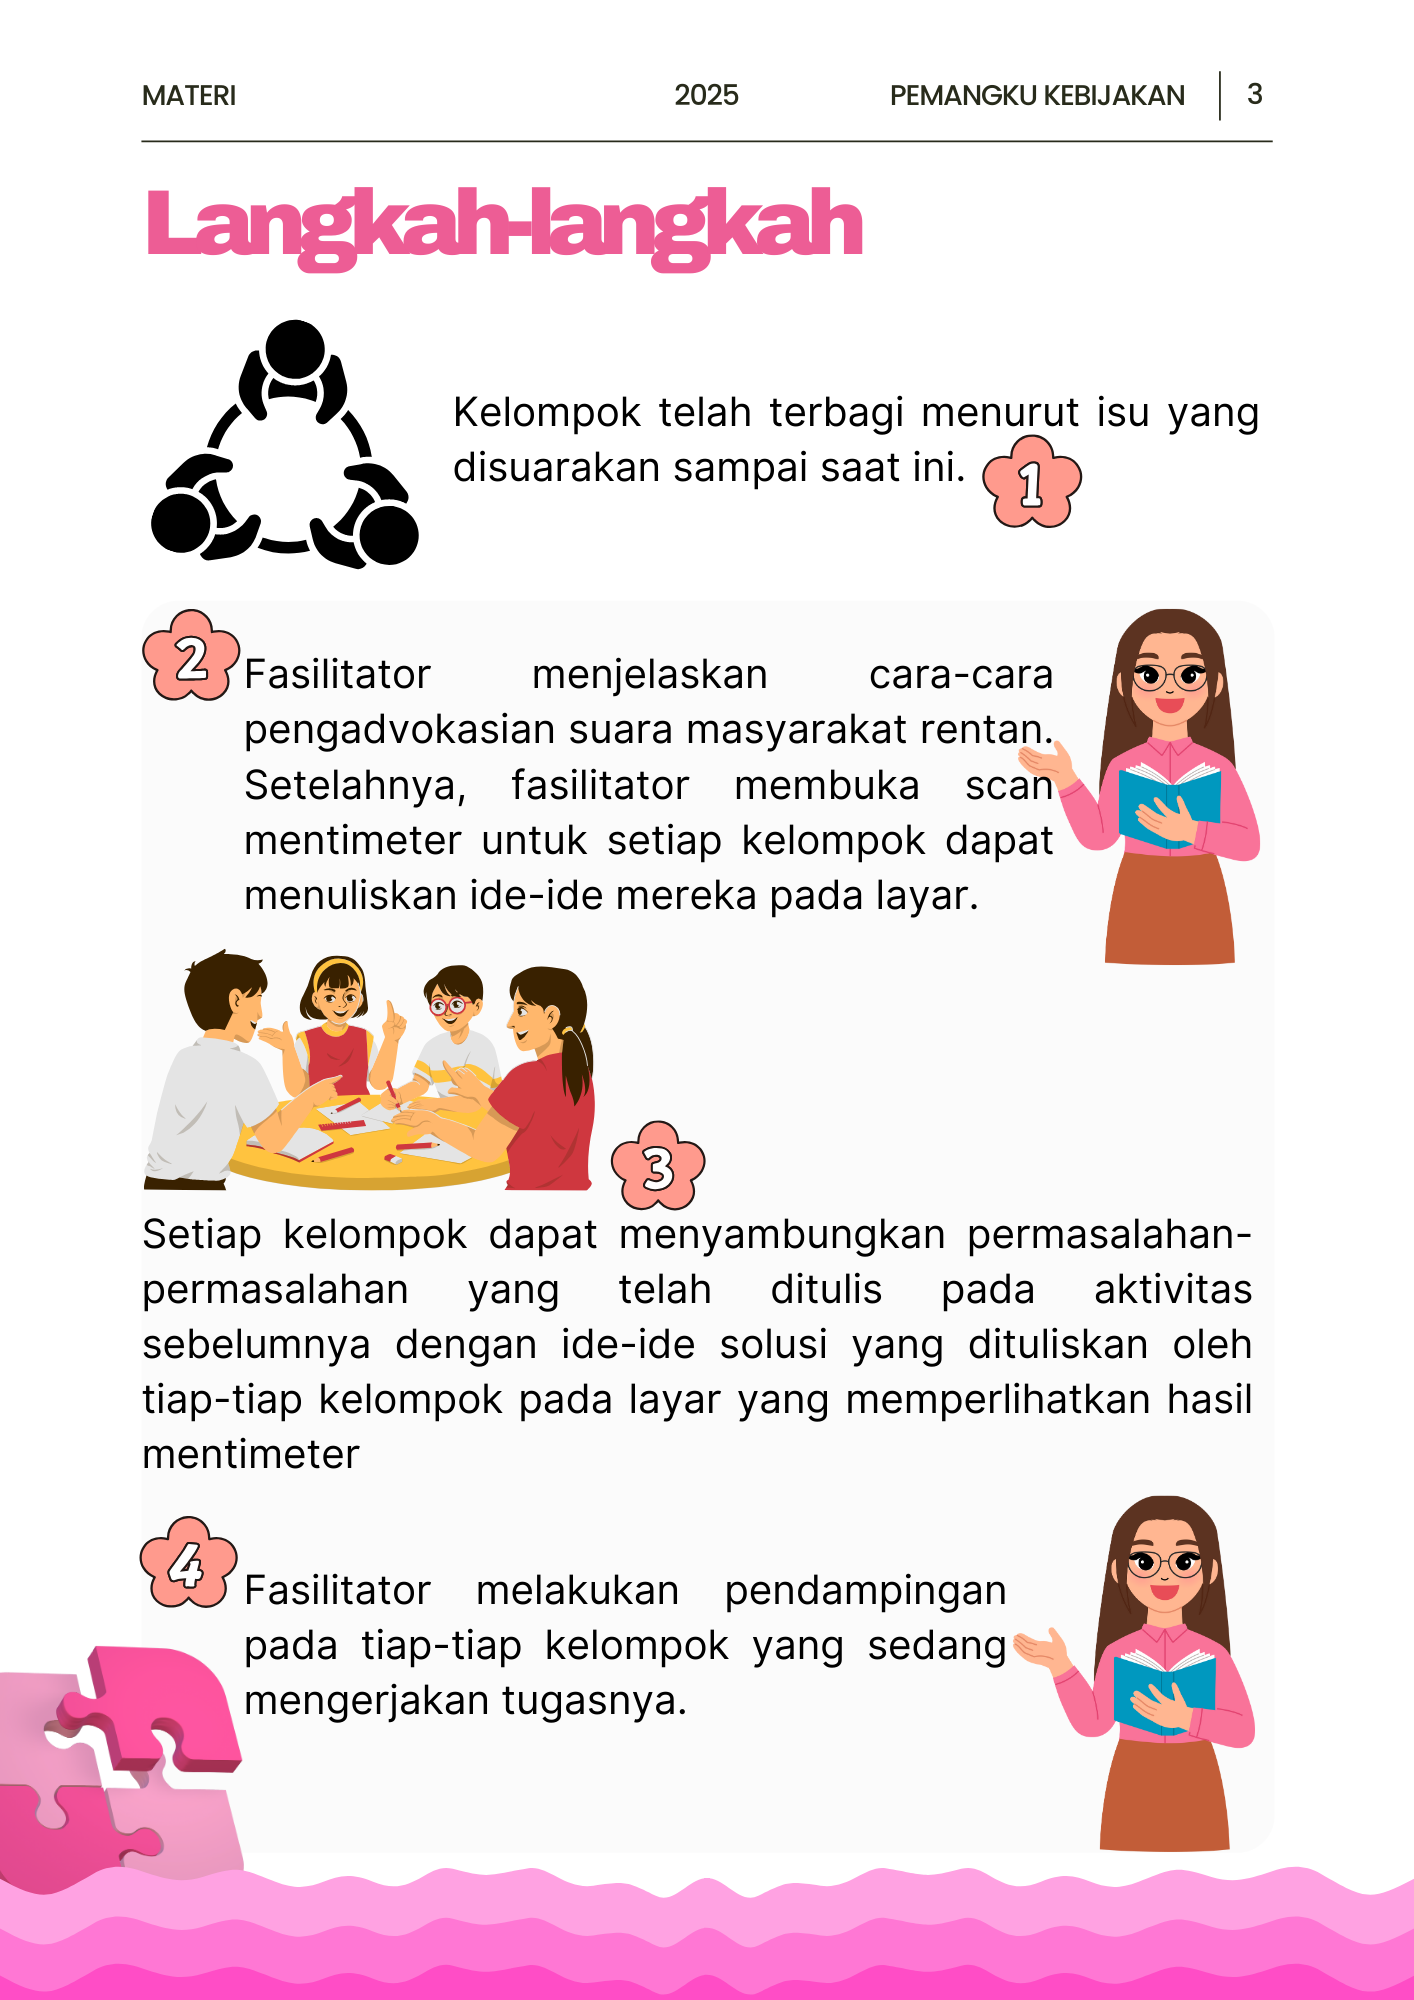 MATERI 2025 PEMANGKU KEBIJAKAN 3
Langkah-langkah
Kelompok telah terbagi menurut isu yang
disuarakan sampai saat ini.
1
2
Fasilitator menjelaskan cara-cara
pengadvokasian suara masyarakat rentan.
Setelahnya, fasilitator membuka scan
mentimeter untuk setiap kelompok dapat
menuliskan ide-ide mereka pada layar.
3
Setiap kelompok dapat menyambungkan permasalahan-
permasalahan yang telah ditulis pada aktivitas
sebelumnya dengan ide-ide solusi yang dituliskan oleh
tiap-tiap kelompok pada layar yang memperlihatkan hasil
mentimeter
4
Fasilitator melakukan pendampingan
pada tiap-tiap kelompok yang sedang
mengerjakan tugasnya.